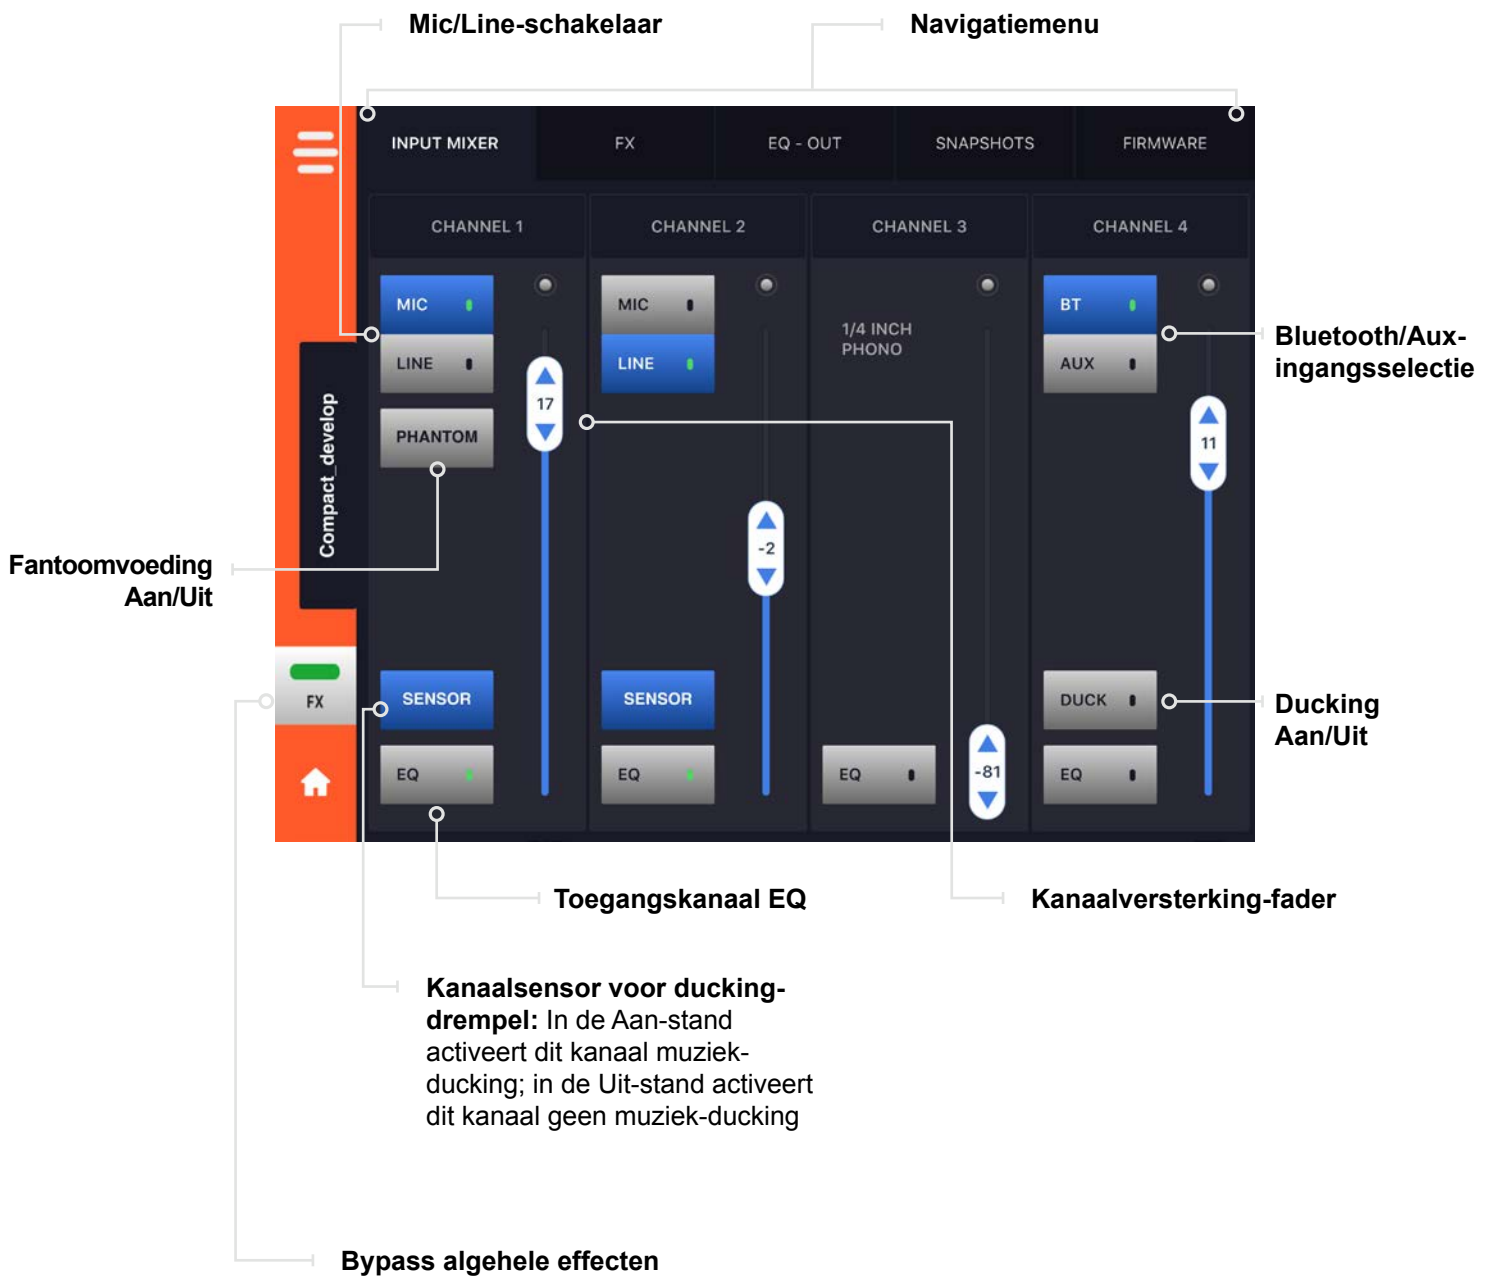 Mic/Line-schakelaar
Navigatiemenu
INPUT MIXER
FX
EQ - OUT
SNAPSHOTS
FIRMWARE
CHANNEL 1
CHANNEL 2
CHANNEL 3
CHANNEL 4
MIC
MIC
BT
1/4 INCH
PHONO
LINE
LINE
AUX
Bluetooth/Aux-
ingangsselectie
17
PHANTOM
11
Compact_develop
-2
Fantoomvoeding
Aan/Uit
FX
SENSOR
SENSOR
DUCK
Ducking
Aan/Uit
EQ
EQ
EQ
-81
EQ
Toegangskanaal EQ
Kanaalversterking-fader
Kanaalsensor voor ducking-
drempel: In de Aan-stand
activeert dit kanaal muziek-
ducking; in de Uit-stand activeert
dit kanaal geen muziek-ducking
Bypass algehele effecten